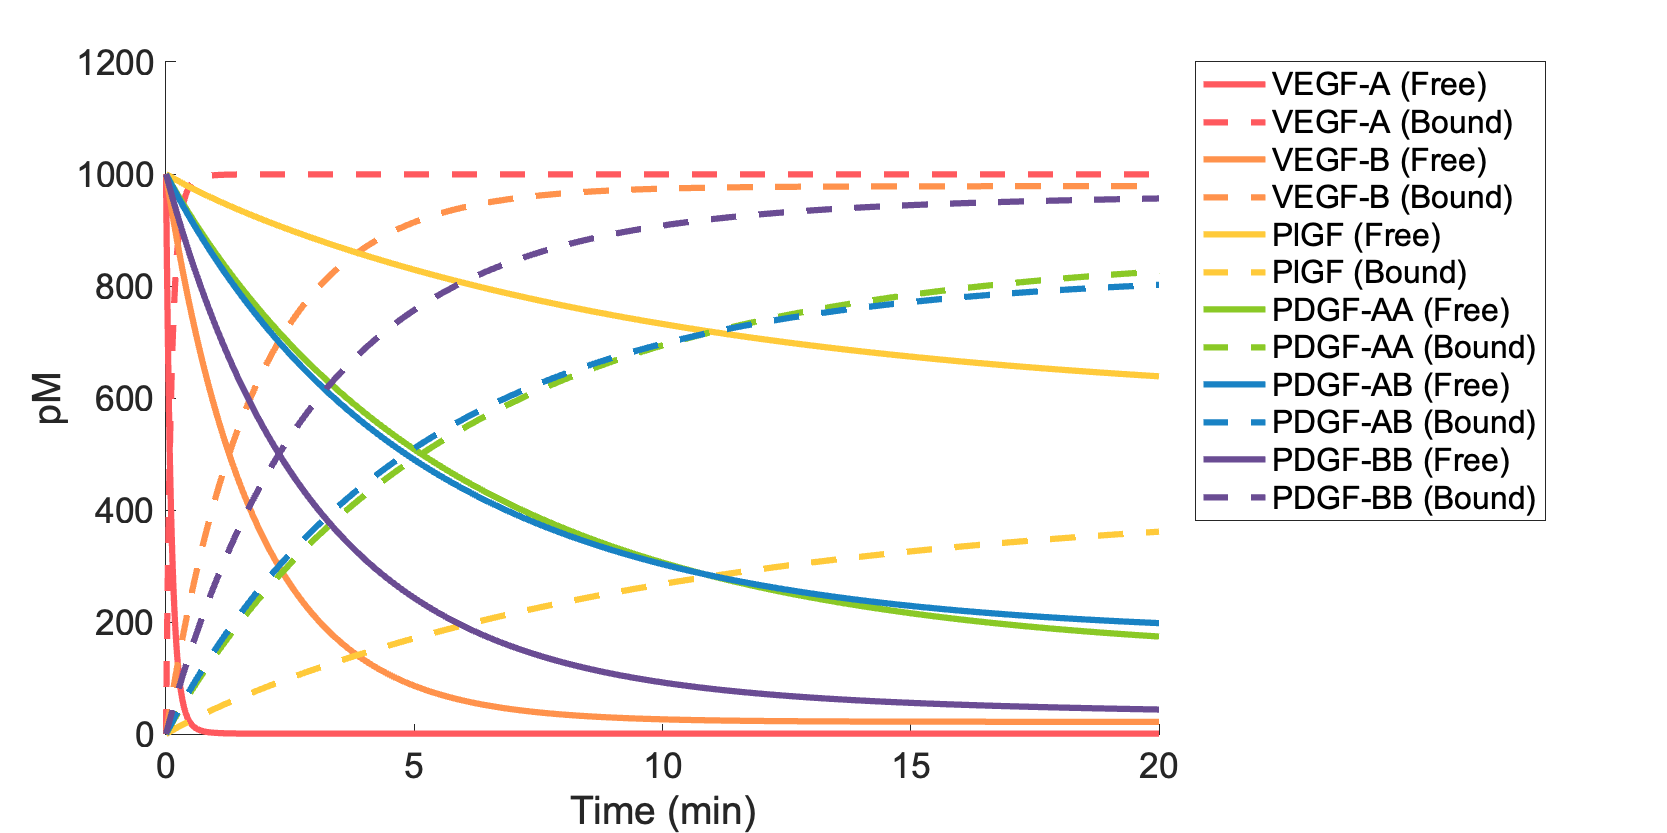 1200
1000
800
600
400
200
0
pM
0 5 10 15 20
Time (min)
VEGF-A (Free)
VEGF-A (Bound)
VEGF-B (Free)
VEGF-B (Bound)
PlGF (Free)
PlGF (Bound)
PDGF-AA (Free)
PDGF-AA (Bound)
PDGF-AB (Free)
PDGF-AB (Bound)
PDGF-BB (Free)
PDGF-BB (Bound)